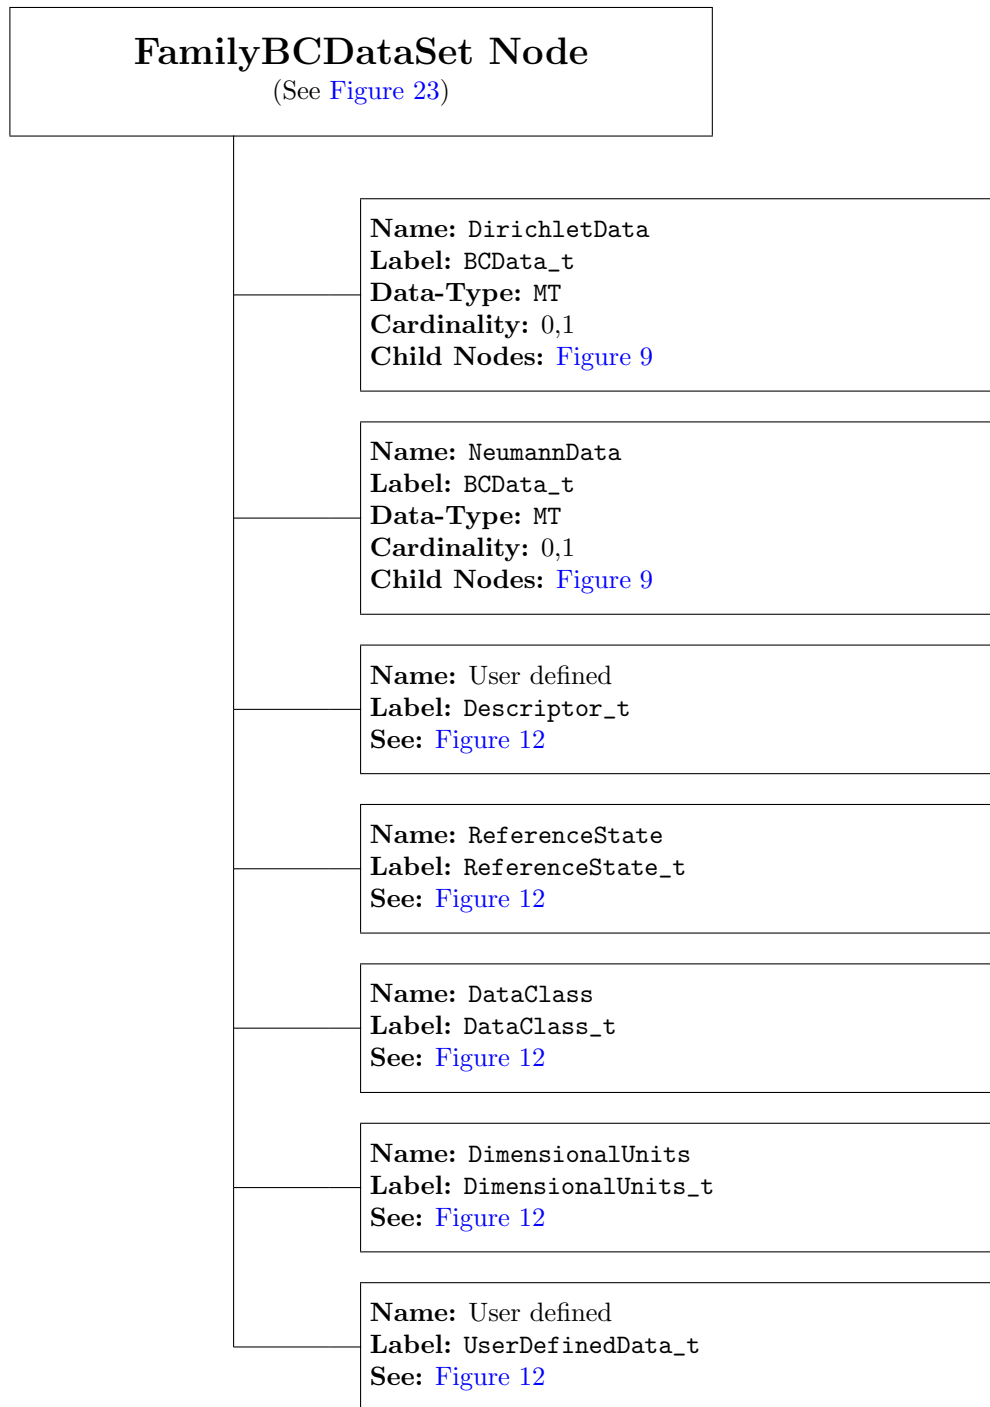 FamilyBCDataSet Node
(See Figure 23)
Name: DirichletData
Label: BCData_t
Data-Type: MT
Cardinality: 0,1
Child Nodes: Figure 9
Name: NeumannData
Label: BCData_t
Data-Type: MT
Cardinality: 0,1
Child Nodes: Figure 9
Name: User defined
Label: Descriptor_t
See: Figure 12
Name: ReferenceState
Label: ReferenceState_t
See: Figure 12
Name: DataClass
Label: DataClass_t
See: Figure 12
Name: DimensionalUnits
Label: DimensionalUnits_t
See: Figure 12
Name: User defined
Label: UserDefinedData_t
See: Figure 12